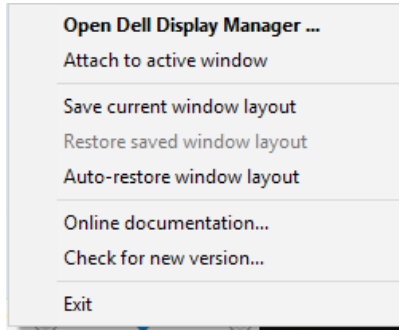 Open Dell Display Manager ...
Attach to active window
Save current window layout
Restore saved window layout
Auto-restore window layout
Online documentation...
Check for new version...
Exit